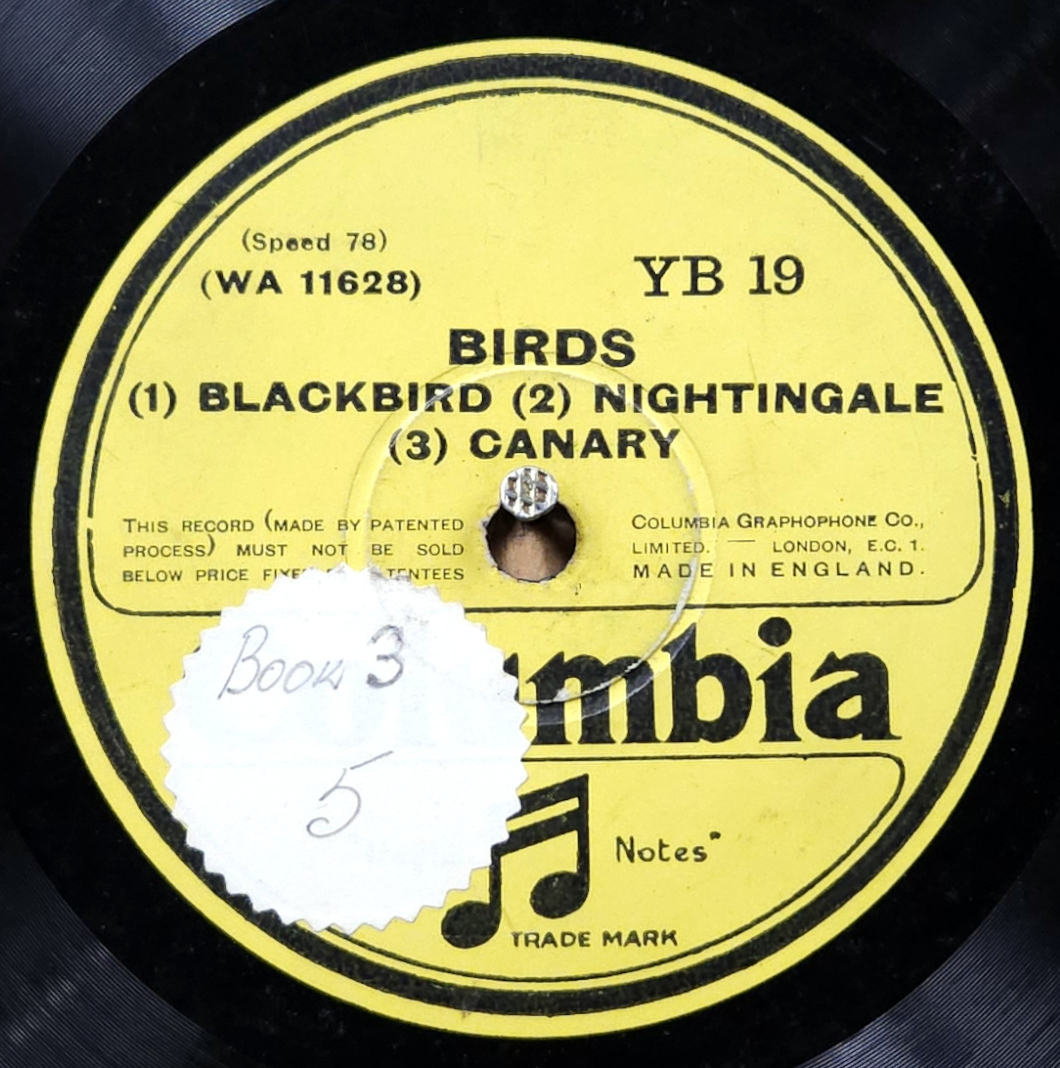 (Speed 78)
(WA 11628)
YB 19
BIRDS
(1) BLACKBIRD (2) NIGHTINGALE
(3) CANARY
THIS RECORD (MADE BY PATENTED
PROCESS) MUST NOT BE SOLD
BELOW PRICE TENTEES
COLUMBIA GRAPHOPHONE CO.,
LIMITED. — LONDON, E.C. 1.
MADE IN ENGLAND.
Columbia
Book 3
5
Notes"
TRADE MARK